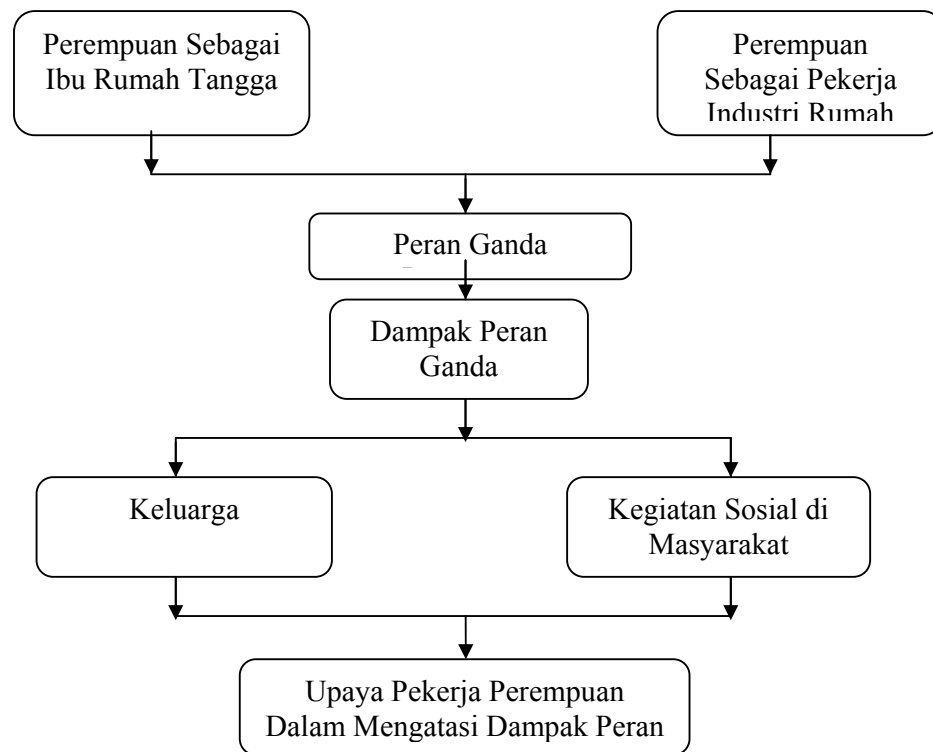 Perempuan Sebagai
Ibu Rumah Tangga
Perempuan
Sebagai Pekerja
Industri Rumah
Peran Ganda
Dampak Peran
Ganda
Keluarga
Kegiatan Sosial di
Masyarakat
Upaya Pekerja Perempuan
Dalam Mengatasi Dampak Peran